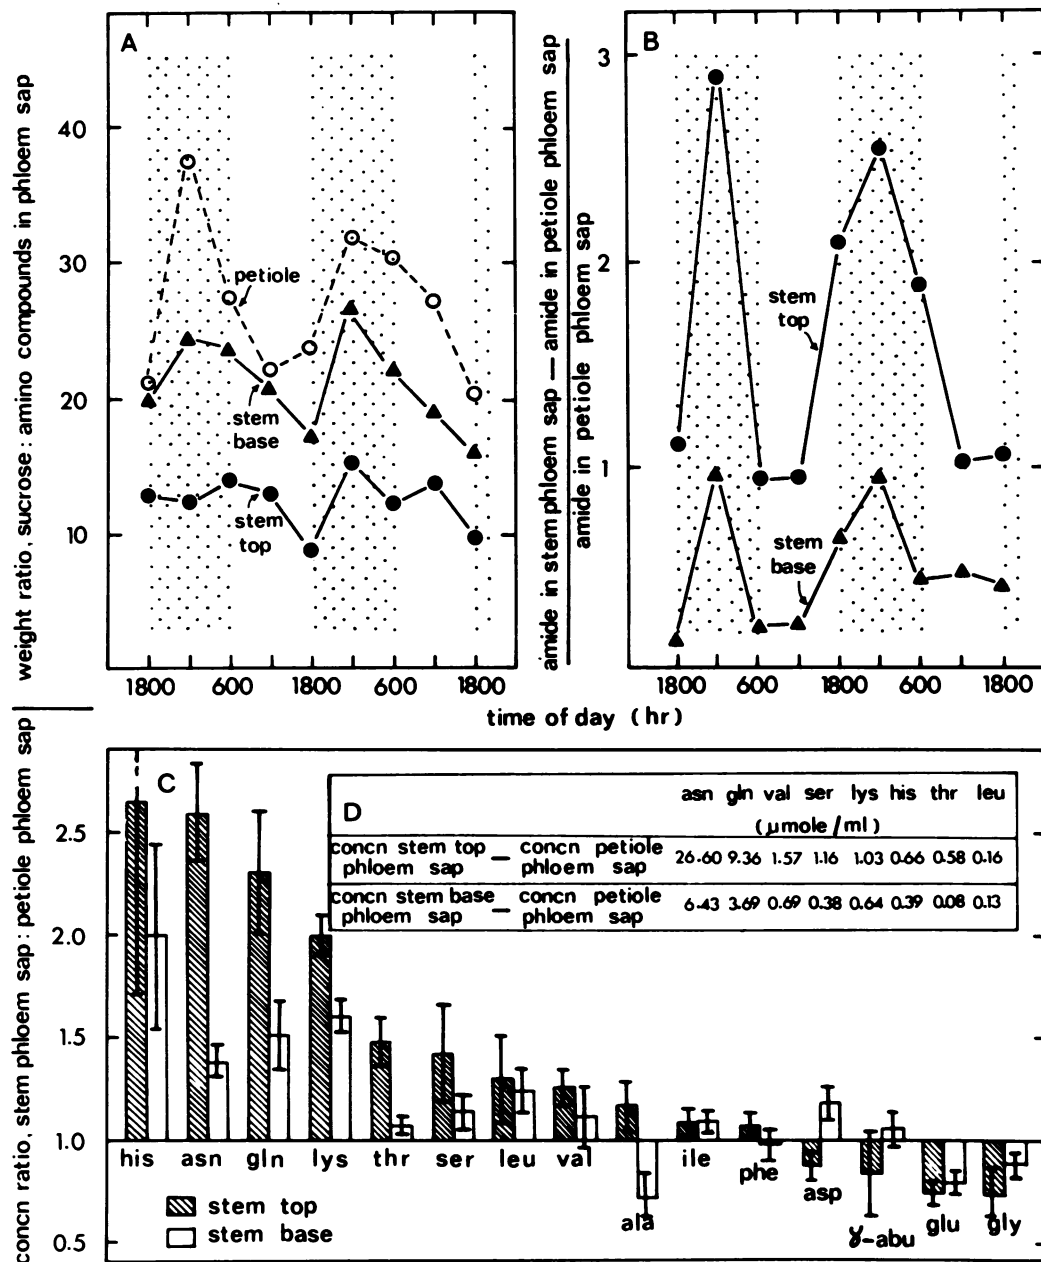 A
weight ratio, sucrose: amino compounds in phloem sap
40
30
20
10
petiole
stem
base
stem
top
1800 600 1800 600 1800
B
amide in stem phloem sap — amide in petiole phloem sap
amide in petiole phloem sap
3
2
1
stem
top
stem
base
1800 600 1800 600 1800
time of day (hr)
C
concn ratio, stem phloem sap: petiole phloem sap
2.5
2.0
1.5
1.0
0.5
D
asn gln val ser lys his thr leu
(µmole/ml)
concn stem top — concn petiole
phloem sap phloem sap
26.60 9.36 1.57 1.16 1.03 0.66 0.58 0.16
concn stem base — concn petiole
phloem sap phloem sap
6.43 3.69 0.69 0.38 0.64 0.39 0.08 0.13
his asn gln lys thr ser leu val ala ile phe asp γ-abu glu gly
stem top
stem base